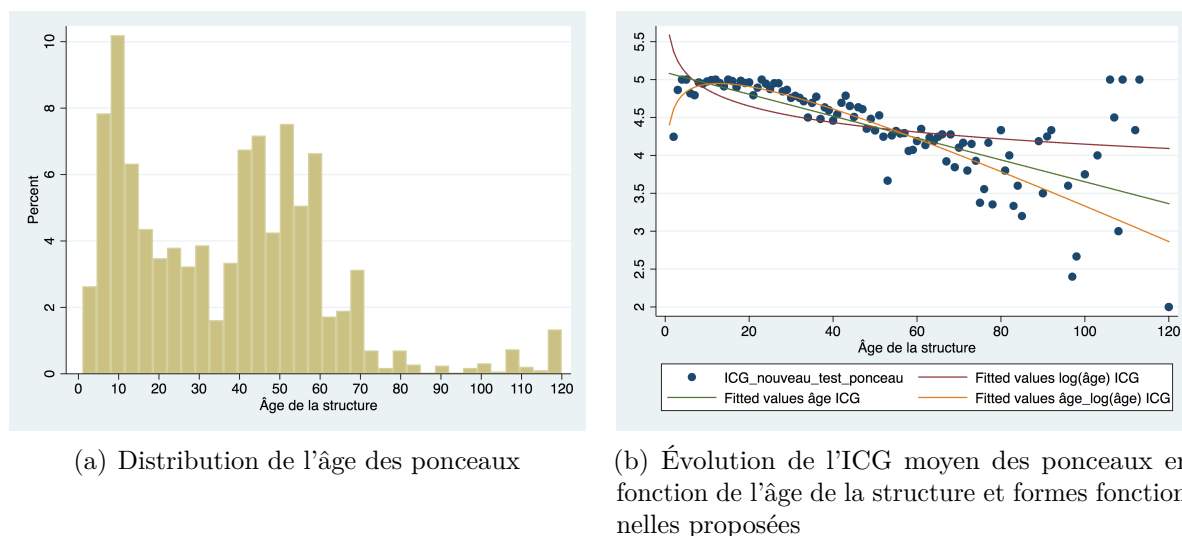 10
8
6
4
2
0
Percent
0 10 20 30 40 50 60 70 80 90 100 110 120
Âge de la structure
5.5
5
4.5
4
3.5
3
2.5
2
0 20 40 60 80 100 120
Âge de la structure
ICG_nouveau_test_ponceau
Fitted values log(âge) ICG
Fitted values âge ICG
Fitted values âge_log(âge) ICG
(a) Distribution de l'âge des ponceaux
(b) Évolution de l'ICG moyen des ponceaux en
fonction de l'âge de la structure et formes fonction
nelles proposées